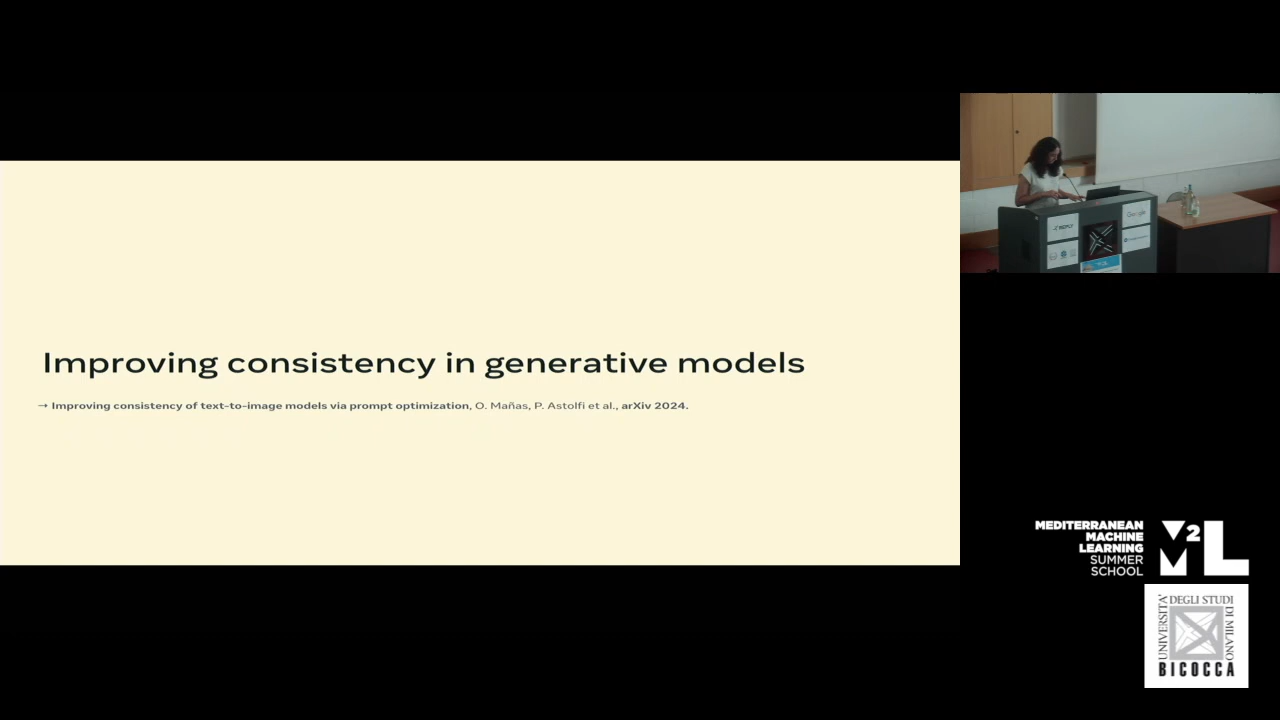 Improving consistency in generative models
→ Improving consistency of text-to-image models via prompt optimization, O. Mañas, P. Astolfi et al., arXiv 2024.
Google
MEDITERRANEAN
MACHINE
LEARNING
SUMMER
SCHOOL
M2L
UNIVERSITÀ
DEGLI STUDI
DI MILANO
BICOCCA